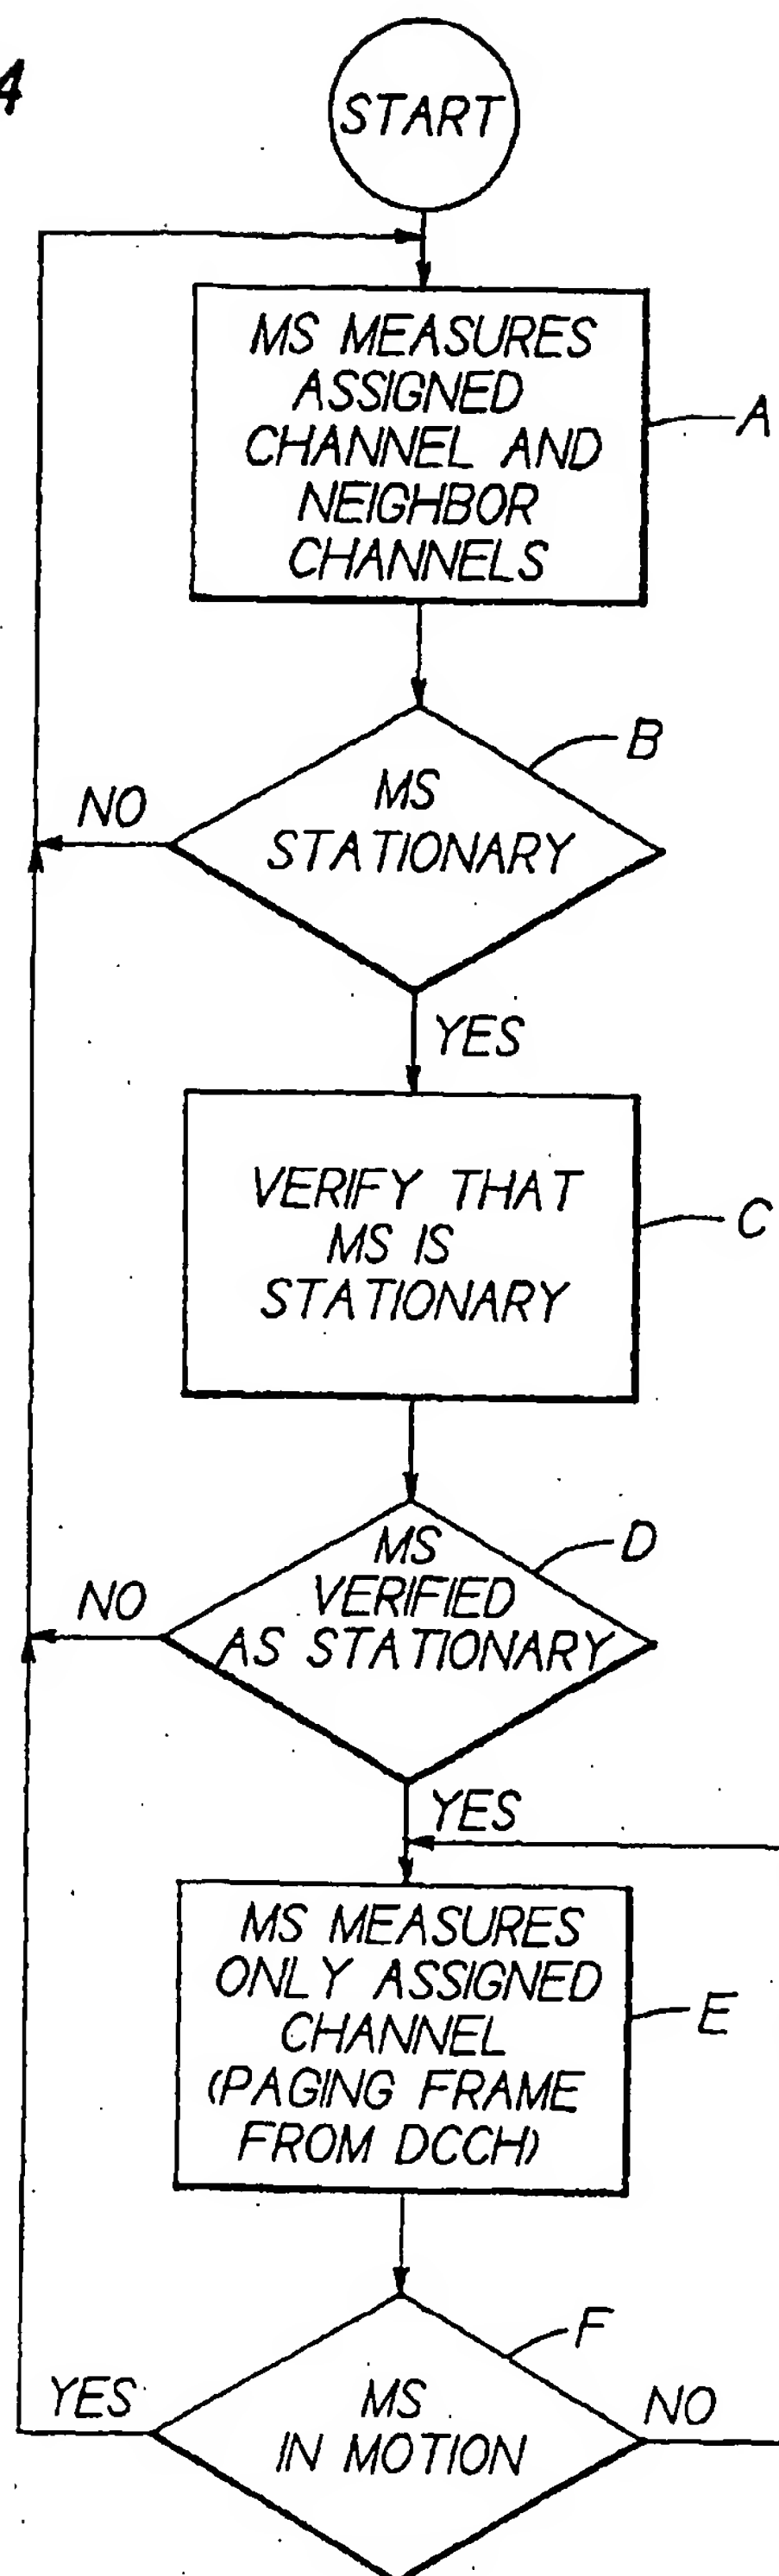 4
START
MS MEASURES
ASSIGNED
CHANNEL AND
NEIGHBOR
CHANNELS
A
B
MS
STATIONARY
NO
YES
VERIFY THAT
MS IS
STATIONARY
C
D
MS
VERIFIED
AS STATIONARY
NO
YES
MS MEASURES
ONLY ASSIGNED
CHANNEL
(PAGING FRAME
FROM DCCH)
E
F
MS
IN MOTION
YES
NO